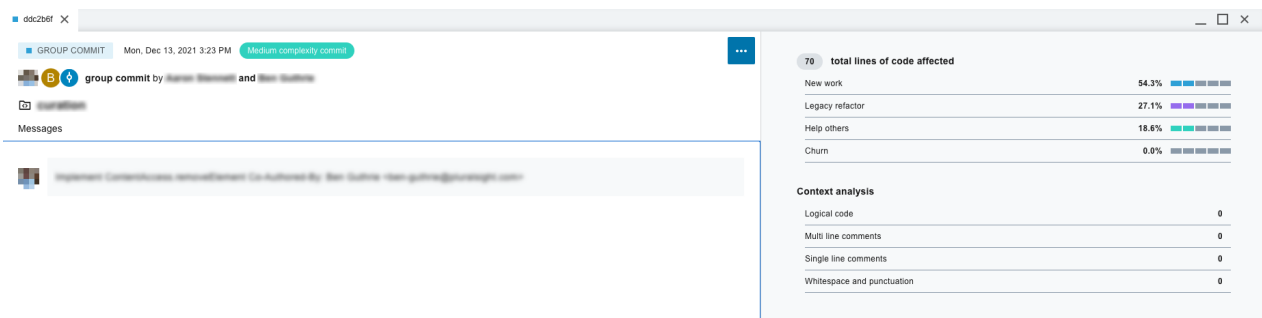 ddc2b6f
GROUP COMMIT Mon, Dec 13, 2021 3:23 PM Medium complexity commit
B group commit by and
Messages
70 total lines of code affected
New work 54.3%
Legacy refactor 27.1%
Help others 18.6%
Churn 0.0%
Context analysis
Logical code 0
Multi line comments 0
Single line comments 0
Whitespace and punctuation 0